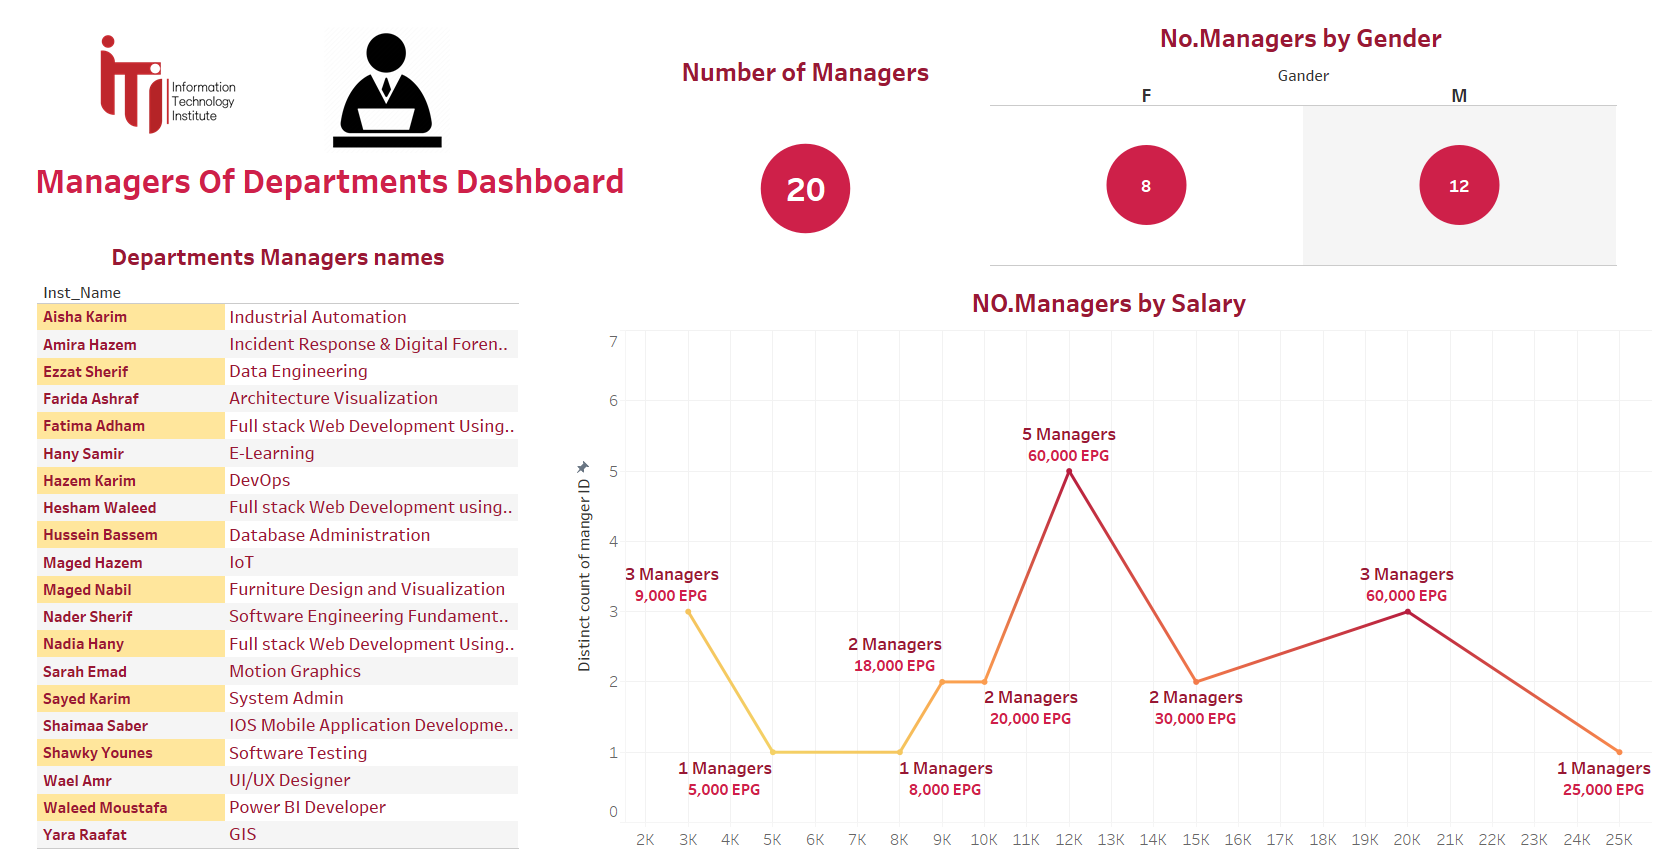 iTi
Information
Technology
Institute
Managers Of Departments Dashboard
Number of Managers
20
No.Managers by Gender
Gander
F M
8 12
Departments Managers names
Inst_Name
Aisha Karim Industrial Automation
Amira Hazem Incident Response & Digital Foren..
Ezzat Sherif Data Engineering
Farida Ashraf Architecture Visualization
Fatima Adham Full stack Web Development Using..
Hany Samir E-Learning
Hazem Karim DevOps
Hesham Waleed Full stack Web Development using..
Hussein Bassem Database Administration
Maged Hazem IoT
Maged Nabil Furniture Design and Visualization
Nader Sherif Software Engineering Fundament..
Nadia Hany Full stack Web Development Using..
Sarah Emad Motion Graphics
Sayed Karim System Admin
Shaimaa Saber IOS Mobile Application Developme..
Shawky Younes Software Testing
Wael Amr UI/UX Designer
Waleed Moustafa Power BI Developer
Yara Raafat GIS
NO.Managers by Salary
Distinct count of manger ID
7
6
5
4
3
2
1
0
3 Managers
9,000 EPG
1 Managers
5,000 EPG
1 Managers
8,000 EPG
2 Managers
18,000 EPG
2 Managers
20,000 EPG
5 Managers
60,000 EPG
2 Managers
30,000 EPG
3 Managers
60,000 EPG
1 Managers
25,000 EPG
2K 3K 4K 5K 6K 7K 8K 9K 10K 11K 12K 13K 14K 15K 16K 17K 18K 19K 20K 21K 22K 23K 24K 25K